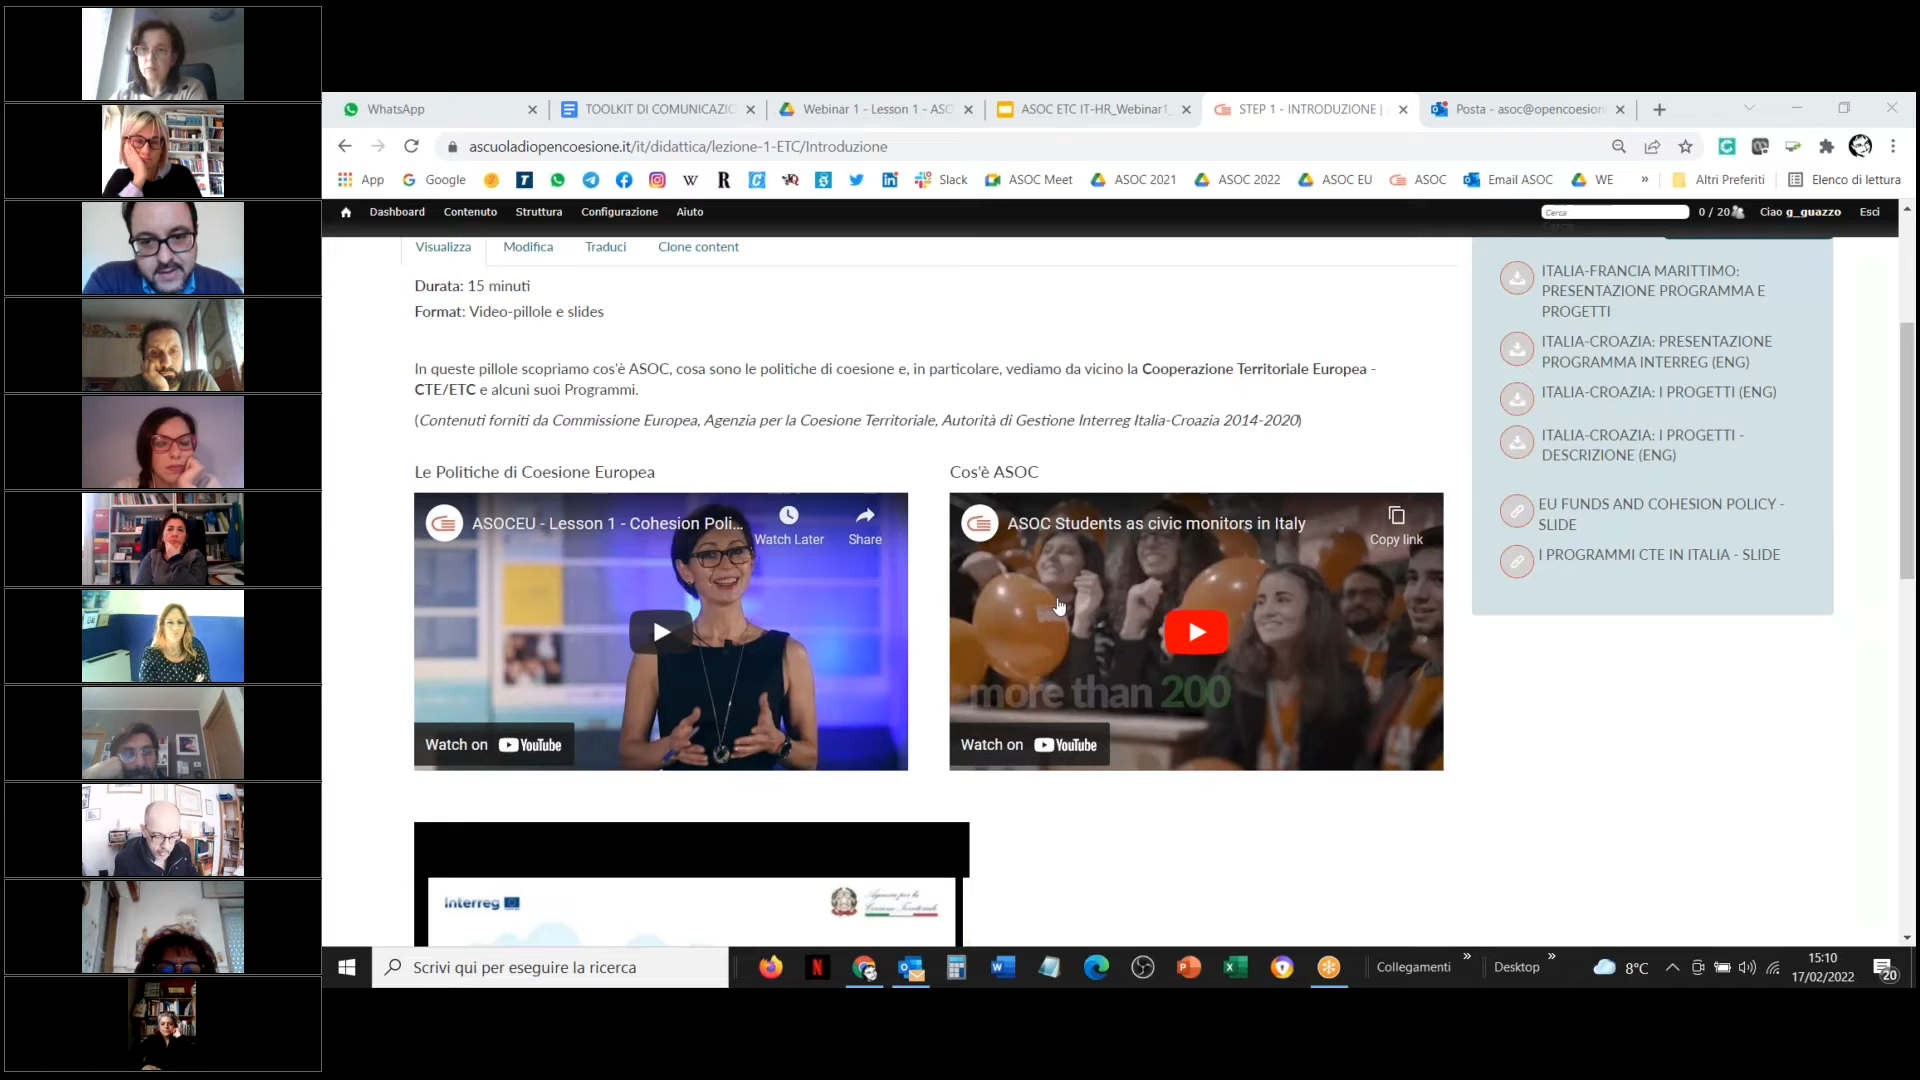 WhatsApp
TOOLKIT DI COMUNICAZIO
Webinar 1 - Lesson 1 - ASO
ASOC ETC IT-HR_Webinar1_
STEP 1 - INTRODUZIONE |
Posta - asoc@opencoesion
ascuoladiopencoesione.it/it/didattica/lezione-1-ETC/Introduzione
App
Google
Slack
ASOC Meet
ASOC 2021
ASOC 2022
ASOC EU
ASOC
Email ASOC
WE
»
Altri Preferiti
Elenco di lettura
Dashboard
Contenuto
Struttura
Configurazione
Aiuto
Cerca
0 / 20
Ciao g_guazzo
Esci
Visualizza
Modifica
Traduci
Clone content
Durata: 15 minuti
Format: Video-pillole e slides
In queste pillole scopriamo cos'è ASOC, cosa sono le politiche di coesione e, in particolare, vediamo da vicino la Cooperazione Territoriale Europea -
CTE/ETC e alcuni suoi Programmi.
(Contenuti forniti da Commissione Europea, Agenzia per la Coesione Territoriale, Autorità di Gestione Interreg Italia-Croazia 2014-2020)
Le Politiche di Coesione Europea
ASOCEU - Lesson 1 - Cohesion Poli...
Watch Later
Share
Watch on YouTube
Cos'è ASOC
ASOC Students as civic monitors in Italy
Copy link
more than 200
Watch on YouTube
Interreg
Agenzia per la
Coesione Territoriale
ITALIA-FRANCIA MARITTIMO:
PRESENTAZIONE PROGRAMMA E
PROGETTI
ITALIA-CROAZIA: PRESENTAZIONE
PROGRAMMA INTERREG (ENG)
ITALIA-CROAZIA: I PROGETTI (ENG)
ITALIA-CROAZIA: I PROGETTI -
DESCRIZIONE (ENG)
EU FUNDS AND COHESION POLICY -
SLIDE
I PROGRAMMI CTE IN ITALIA - SLIDE
Scrivi qui per eseguire la ricerca
Collegamenti
»
Desktop
»
8°C
15:10
17/02/2022
20